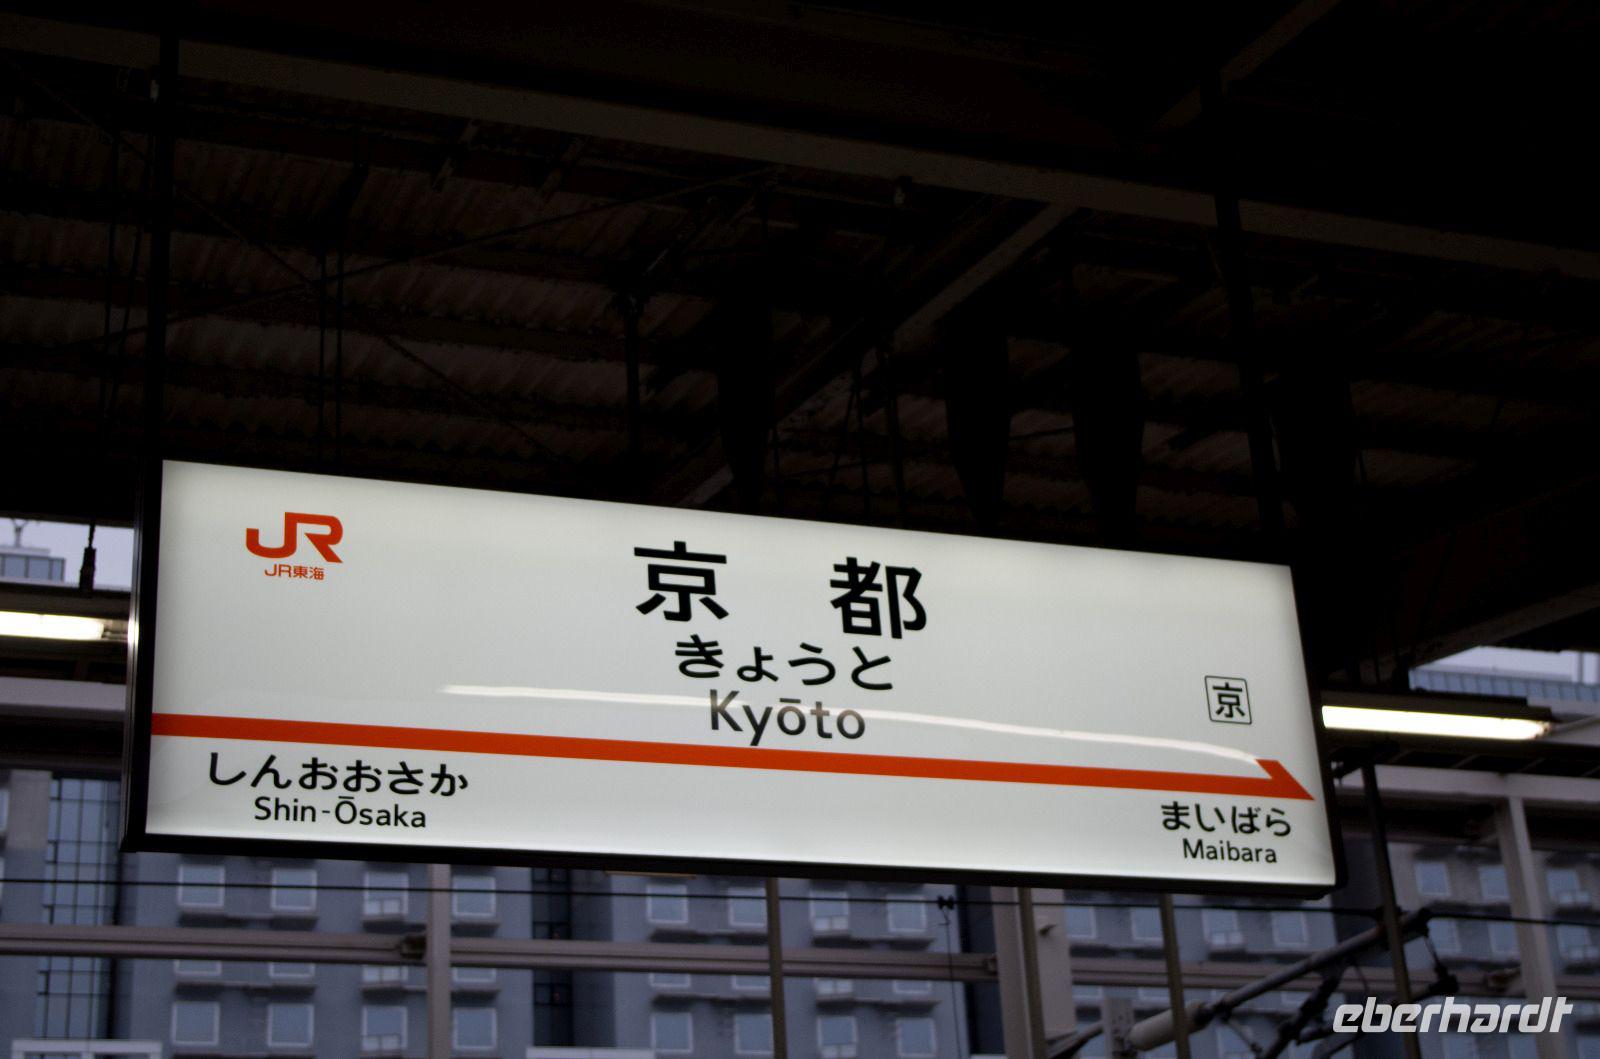 JR
JR東海
京都
きょうと
Kyōto
京
しんおおさか
Shin-Ōsaka
まいばら
Maibara
eberhardt